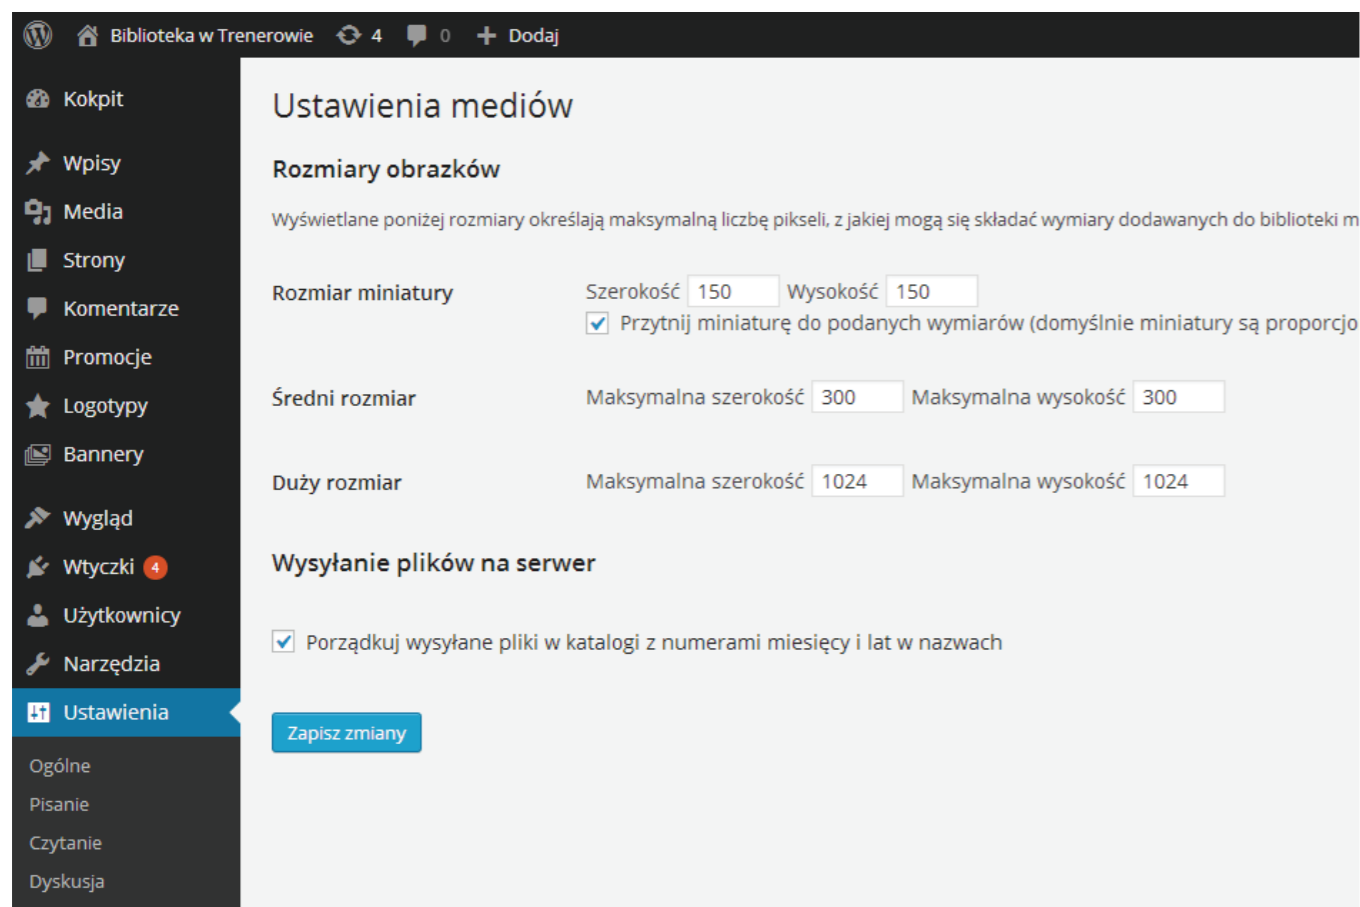 Biblioteka w Trenerowie 4 0 Dodaj
Kokpit
Wpisy
Media
Strony
Komentarze
Promocje
Logotypy
Bannery
Wygląd
Wtyczki 4
Użytkownicy
Narzędzia
Ustawienia
Ogólne
Pisanie
Czytanie
Dyskusja
Ustawienia mediów
Rozmiary obrazków
Wyświetlane poniżej rozmiary określają maksymalną liczbę pikseli, z jakiej mogą się składać wymiary dodawanych do biblioteki m
Rozmiar miniatury Szerokość 150 Wysokość 150
Przytnij miniaturę do podanych wymiarów (domyślnie miniatury są proporcjo
Średni rozmiar Maksymalna szerokość 300 Maksymalna wysokość 300
Duży rozmiar Maksymalna szerokość 1024 Maksymalna wysokość 1024
Wysyłanie plików na serwer
Porządkuj wysyłane pliki w katalogi z numerami miesięcy i lat w nazwach
Zapisz zmiany